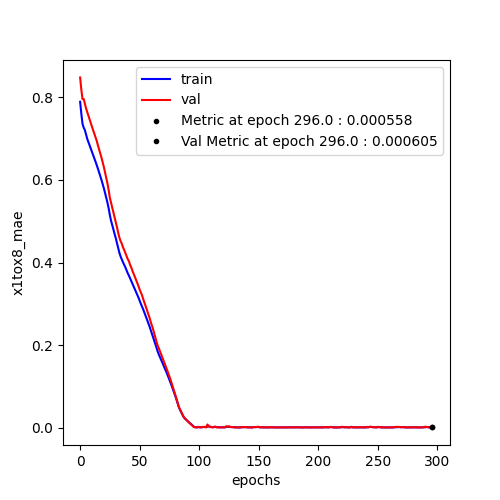 train
val
Metric at epoch 296.0 : 0.000558
Val Metric at epoch 296.0 : 0.000605
x1tox8_mae
0.8
0.6
0.4
0.2
0.0
0 50 100 150 200 250 300
epochs